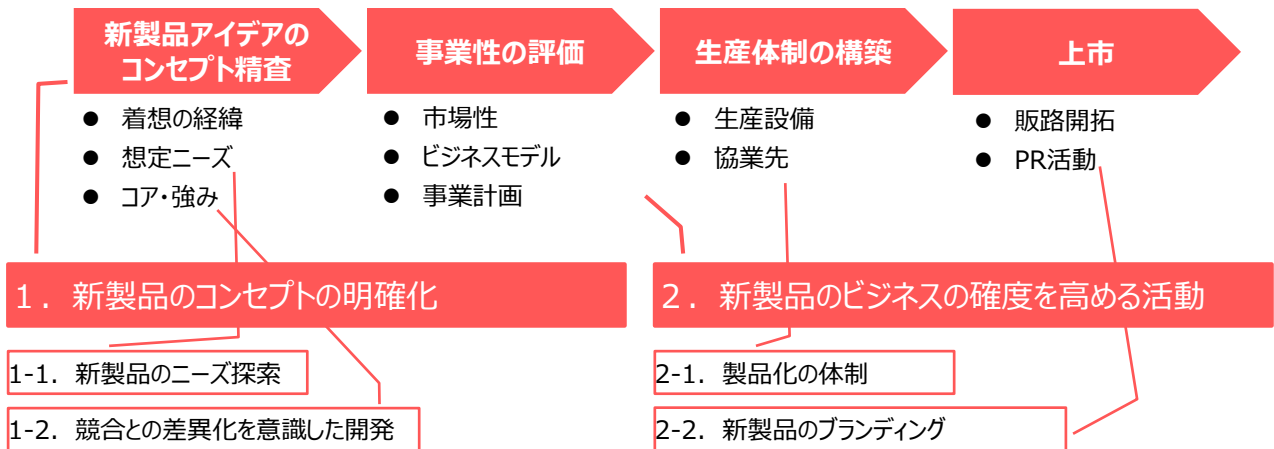 新製品アイデアの
コンセプト精査
● 着想の経緯
● 想定ニーズ
● コア・強み
事業性の評価
● 市場性
● ビジネスモデル
● 事業計画
生産体制の構築
● 生産設備
● 協業先
上市
● 販路開拓
● PR活動
１．新製品のコンセプトの明確化
1-1. 新製品のニーズ探索
1-2. 競合との差異化を意識した開発
２．新製品のビジネスの確度を高める活動
2-1. 製品化の体制
2-2. 新製品のブランディング